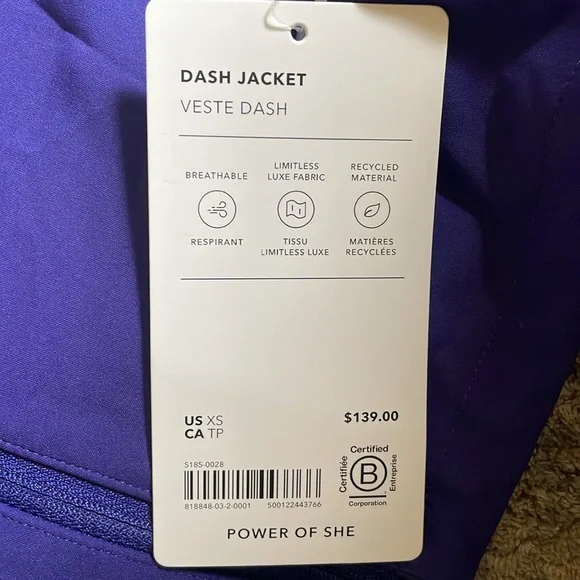 DASH JACKET
VESTE DASH
BREATHABLE
LIMITLESS
LUXE FABRIC
RECYCLED
MATERIAL
RESPIRANT
TISSU
LIMITLESS LUXE
MATIÈRES
RECYCLÉES
US XS
CA TP
$139.00
S185-0028
818848-03-2-0001 500122443766
Certified
Certifiée
B
Entreprise
Corporation
POWER OF SHE